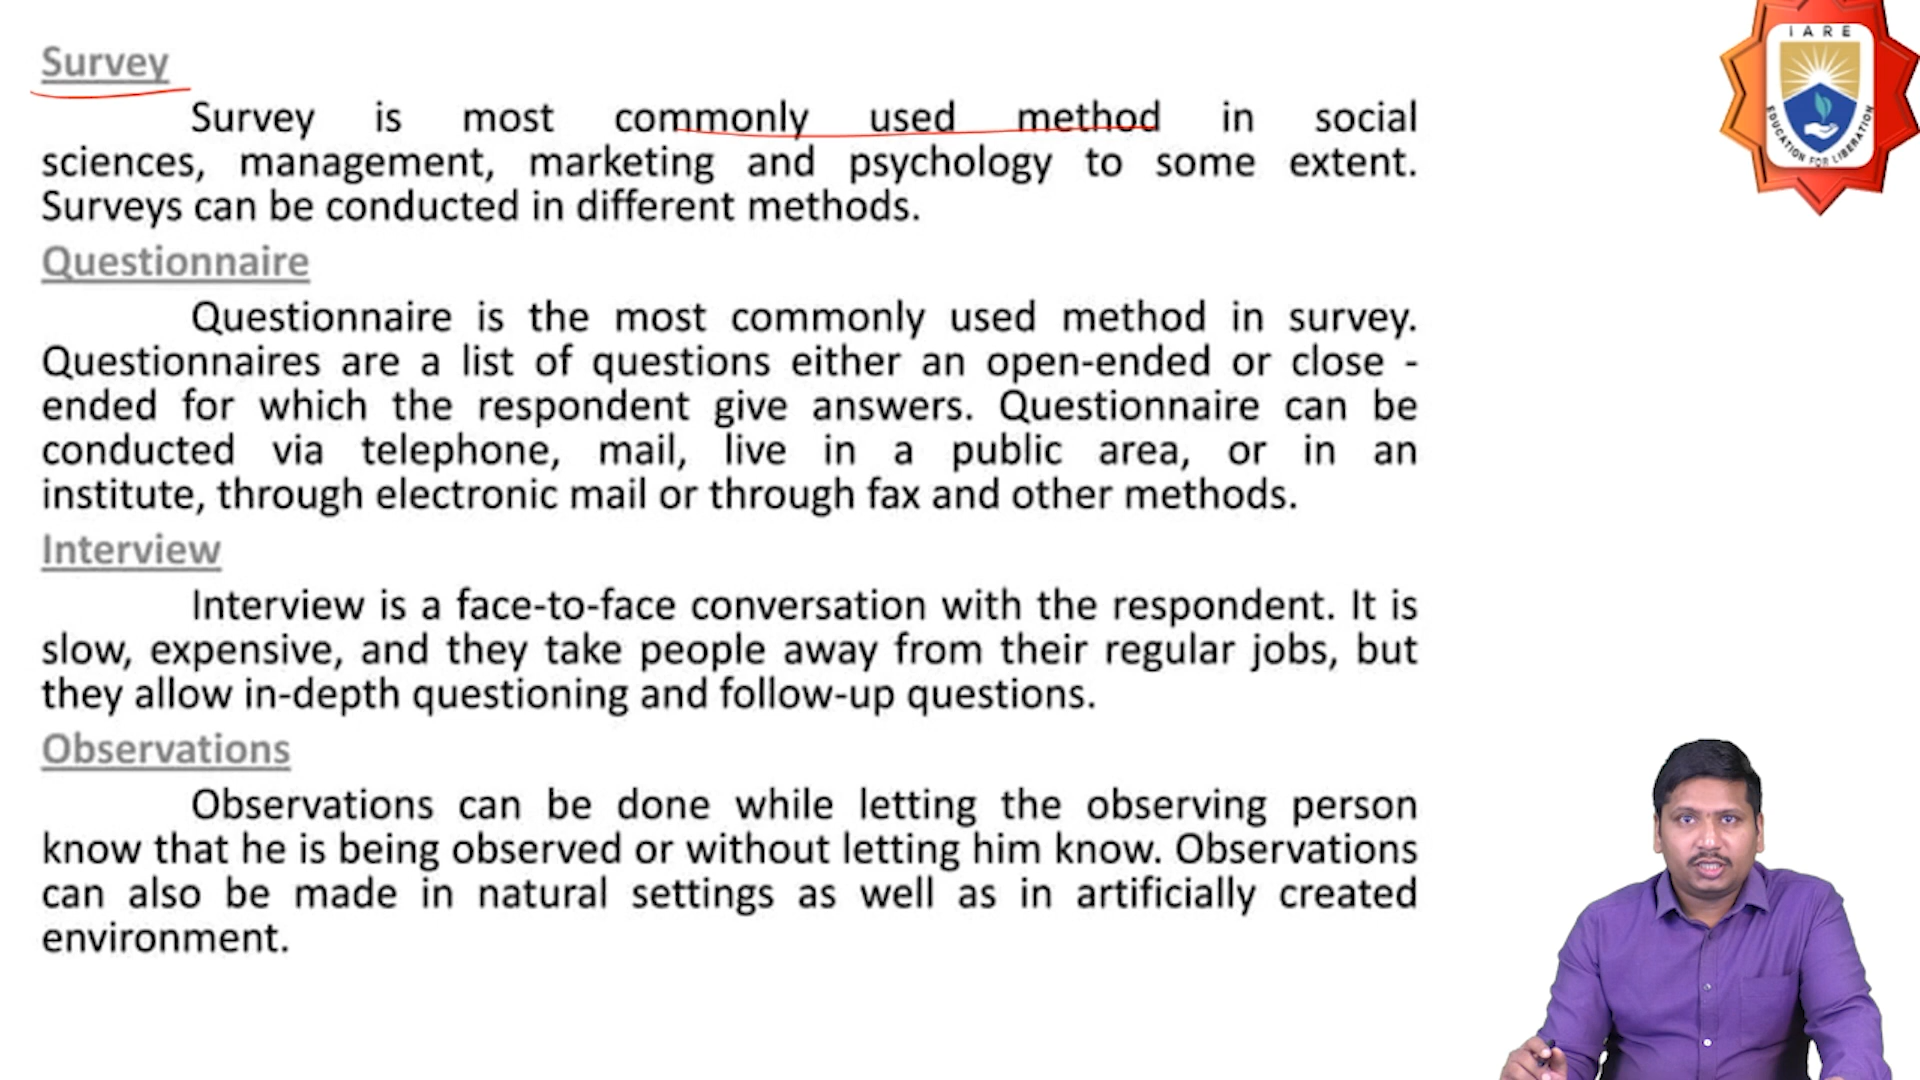 Survey
Survey is most commonly used method in social
sciences, management, marketing and psychology to some extent.
Surveys can be conducted in different methods.
Questionnaire
Questionnaire is the most commonly used method in survey.
Questionnaires are a list of questions either an open-ended or close -
ended for which the respondent give answers. Questionnaire can be
conducted via telephone, mail, live in a public area, or in an
institute, through electronic mail or through fax and other methods.
Interview
Interview is a face-to-face conversation with the respondent. It is
slow, expensive, and they take people away from their regular jobs, but
they allow in-depth questioning and follow-up questions.
Observations
Observations can be done while letting the observing person
know that he is being observed or without letting him know. Observations
can also be made in natural settings as well as in artificially created
environment.
IARE
EDUCATION FOR LIBERATION